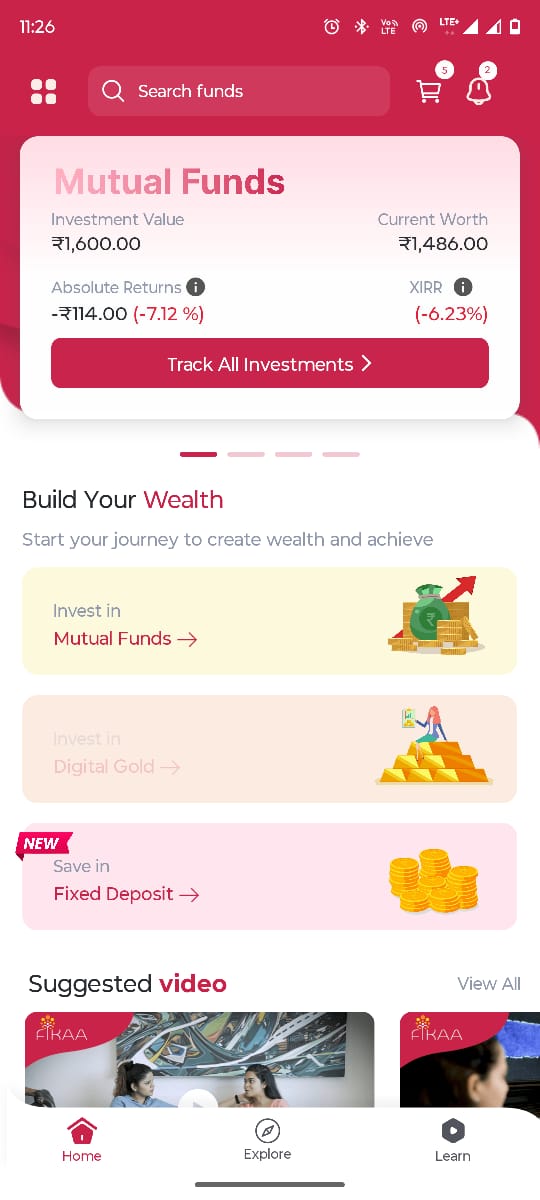 11:26
Vo))
LTE
LTE+
Search funds
5
2
Mutual Funds
Investment Value
Current Worth
₹1,600.00
₹1,486.00
Absolute Returns
XIRR
-₹114.00 (-7.12 %)
(-6.23%)
Track All Investments
Build Your Wealth
Start your journey to create wealth and achieve
Invest in
Mutual Funds
Invest in
Digital Gold
NEW
Save in
Fixed Deposit
Suggested video
View All
FIKAA
FIKAA
Home
Explore
Learn